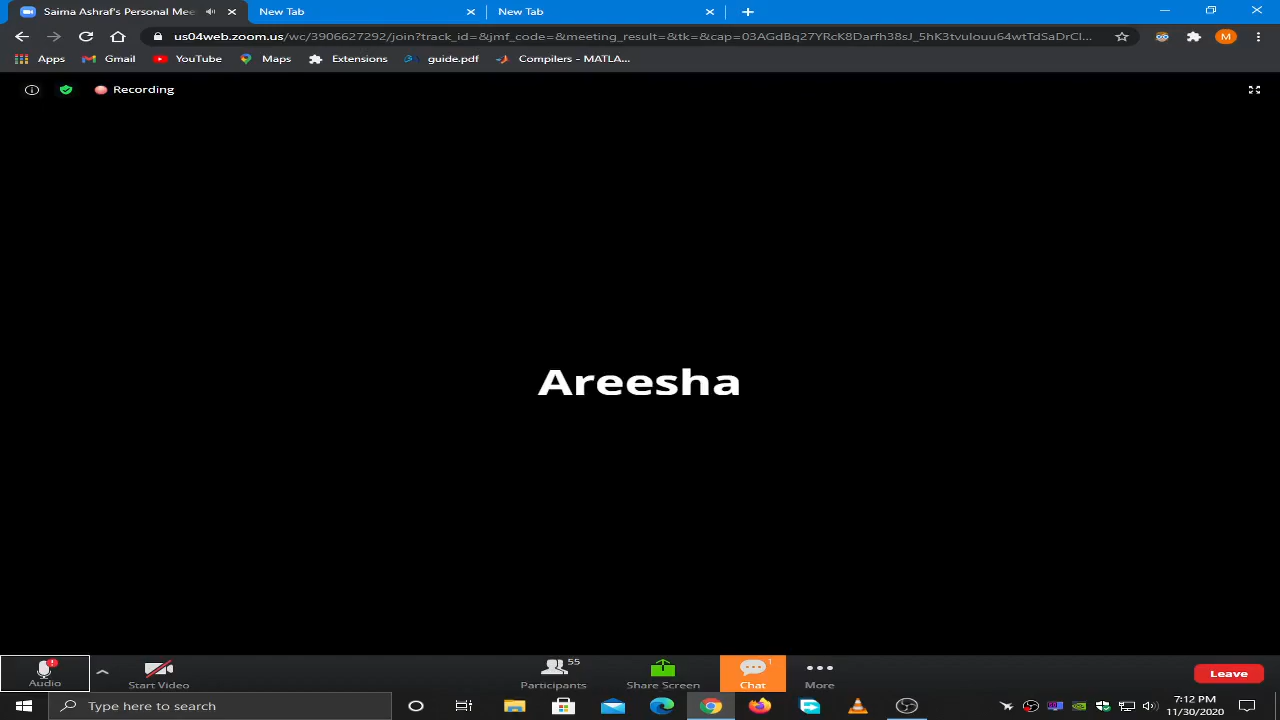 Saima Ashraf's Personal Mee
New Tab
New Tab
us04web.zoom.us/wc/3906627292/join?track_id=&jmf_code=&meeting_result=&tk=&cap=03AGdBq27YRcK8Darfh38sJ_5hK3tvuIouu64wtTdSaDrCl...
M
Apps
Gmail
YouTube
Maps
Extensions
guide.pdf
Compilers - MATLA...
Recording
Areesha
Audio
Start Video
55
Participants
Share Screen
1
Chat
More
Leave
Type here to search
7:12 PM
11/30/2020